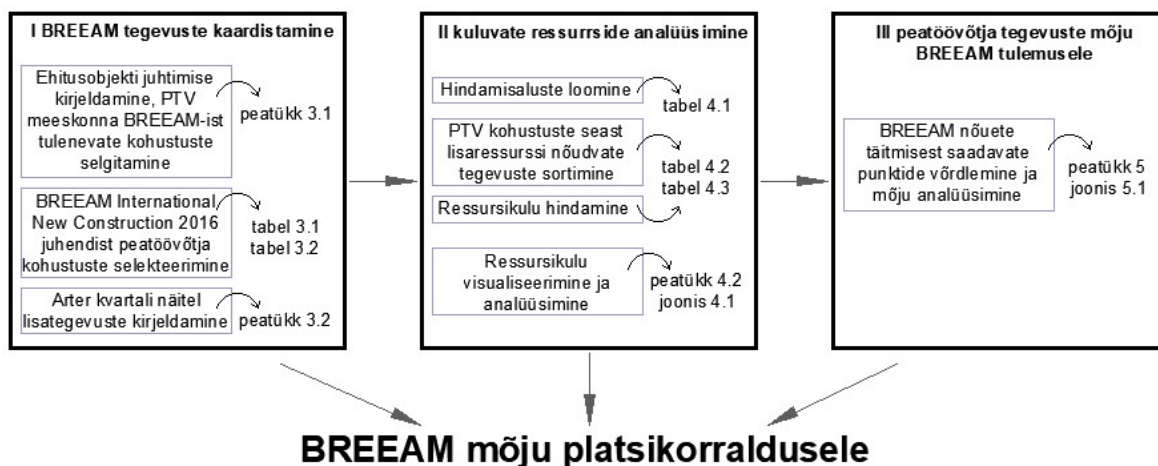 I BREEAM tegevuste kaardistamine
Ehitusobjekti juhtimise
kirjeldamine, PTV
meeskonna BREEAM-ist
tulenevate kohustuste
selgitamine
peatükk 3.1
BREEAM International
New Construction 2016
juhendist peatöövõtja
kohustuste selekteerimine
tabel 3.1
tabel 3.2
Arter kvartali näitel
lisategevuste kirjeldamine
peatükk 3.2
II kuluvate ressurrside analüüsimine
Hindamisaluste loomine
tabel 4.1
PTV kohustuste seast
lisaressurssi nõudvate
tegevuste sortimine
tabel 4.2
tabel 4.3
Ressursikulu hindamine
Ressursikulu
visualiseerimine ja
analüüsimine
peatükk 4.2
joonis 4.1
III peatöövõtja tegevuste mõju
BREEAM tulemusele
BREEAM nõuete
täitmisest saadavate
punktide võrdlemine ja
mõju analüüsimine
peatükk 5
joonis 5.1
BREEAM mõju platsikorraldusele